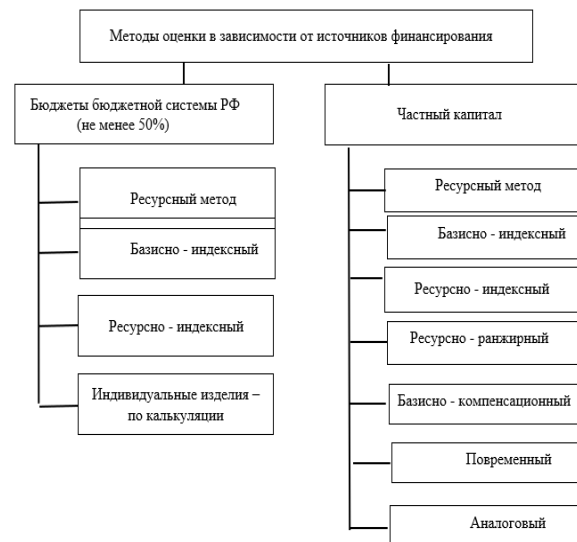 Методы оценки в зависимости от источников финансирования
Бюджеты бюджетной системы РФ
(не менее 50%)
Ресурсный метод
Базисно - индексный
Ресурсно - индексный
Индивидуальные изделия –
по калькуляции
Частный капитал
Ресурсный метод
Базисно - индексный
Ресурсно - индексный
Ресурсно - ранжирный
Базисно - компенсационный
Повременный
Аналоговый